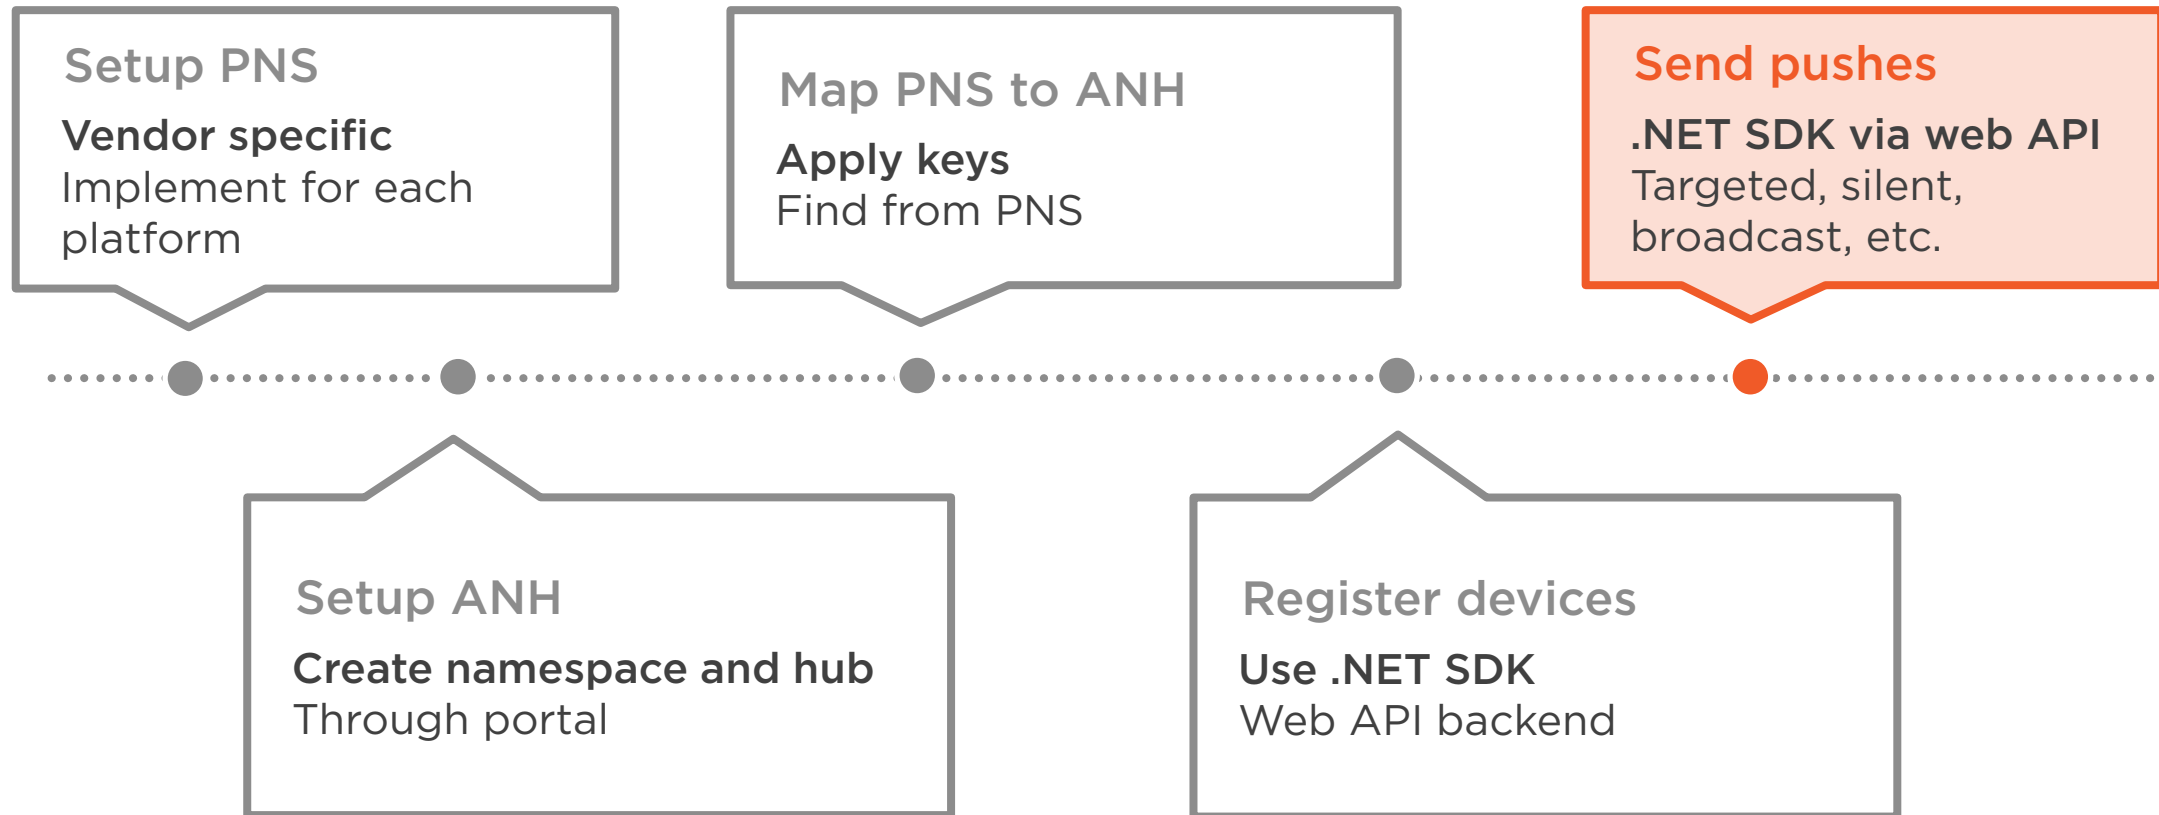 Setup PNS
Vendor specific
Implement for each
platform
Map PNS to ANH
Apply keys
Find from PNS
Send pushes
.NET SDK via web API
Targeted, silent,
broadcast, etc.
Setup ANH
Create namespace and hub
Through portal
Register devices
Use .NET SDK
Web API backend